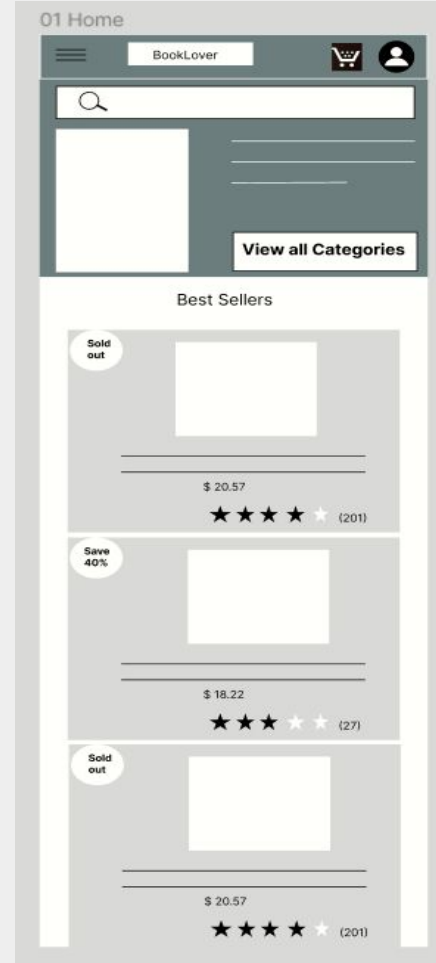 01 Home
BookLover
View all Categories
Best Sellers
Sold
out
$ 20.57
(201)
Save
40%
$ 18.22
(27)
Sold
out
$ 20.57
(201)